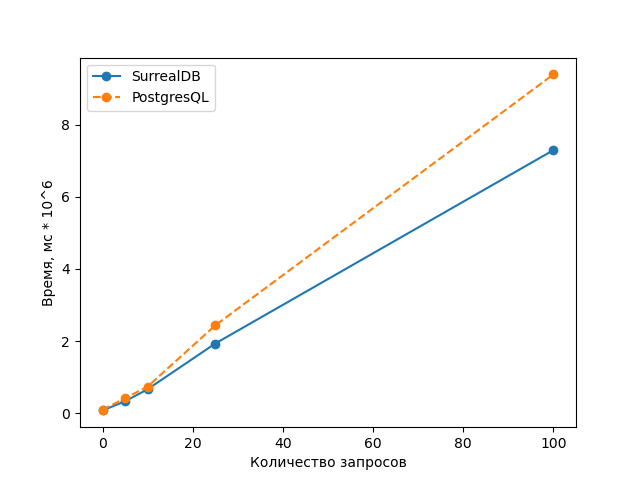 SurrealDB
PostgresQL
Время, мс * 10^6
8
6
4
2
0
0 20 40 60 80 100
Количество запросов